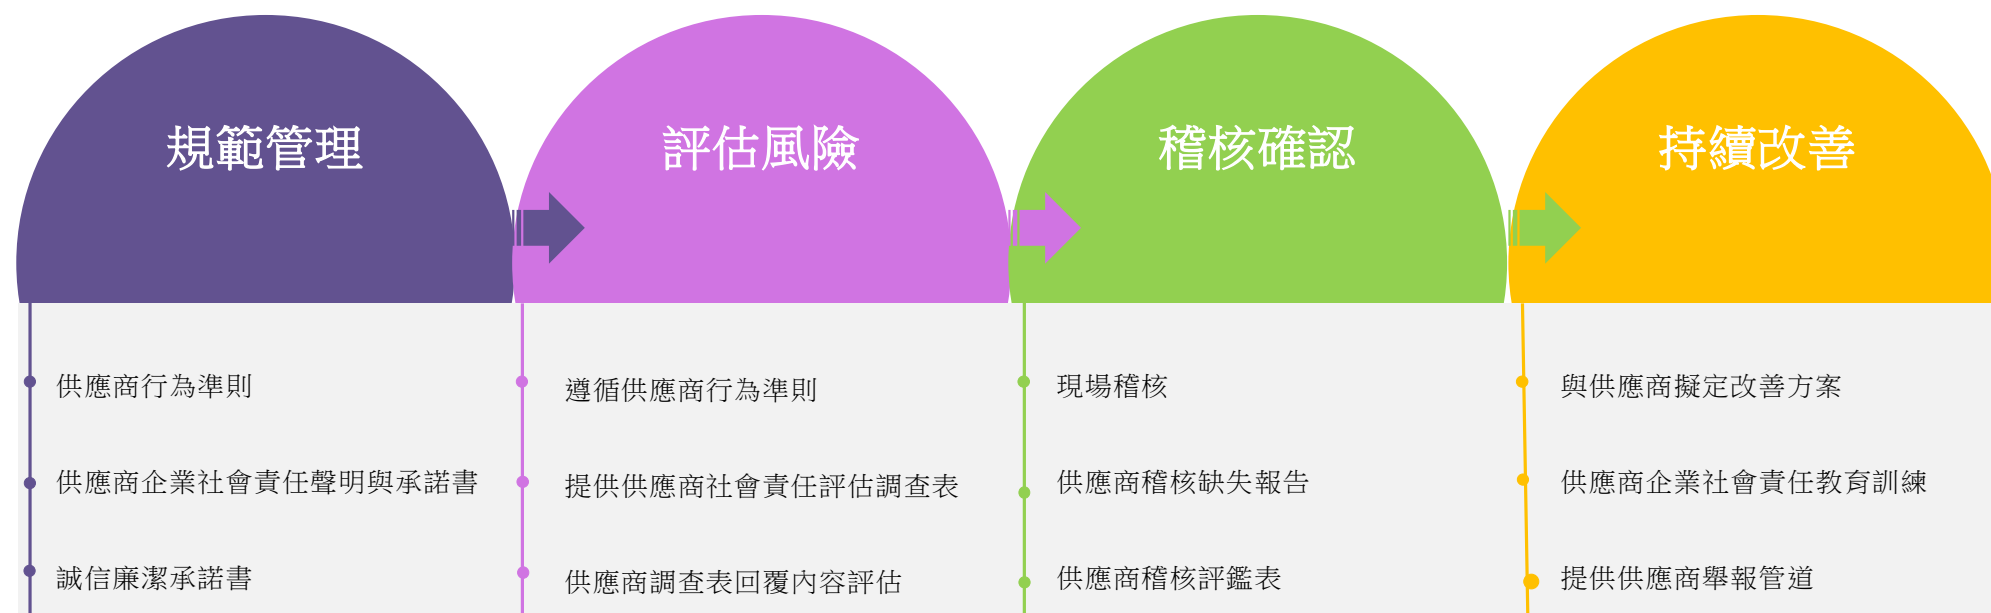 規範管理
供應商行為準則
供應商企業社會責任聲明與承諾書
誠信廉潔承諾書
評估風險
遵循供應商行為準則
提供供應商社會責任評估調查表
供應商調查表回覆內容評估
稽核確認
現場稽核
供應商稽核缺失報告
供應商稽核評鑑表
持續改善
與供應商擬定改善方案
供應商企業社會責任教育訓練
提供供應商舉報管道